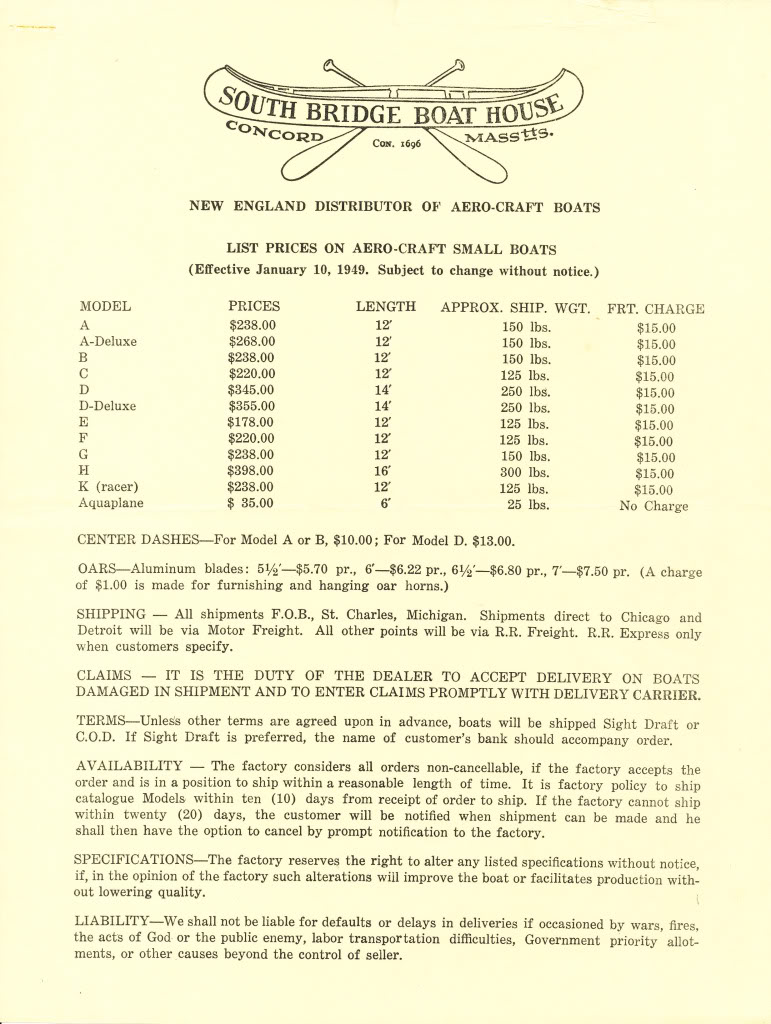 SOUTH BRIDGE BOAT HOUSE
CONCORD MASStts.
CON. 1696
NEW ENGLAND DISTRIBUTOR OF AERO-CRAFT BOATS
LIST PRICES ON AERO-CRAFT SMALL BOATS
(Effective January 10, 1949. Subject to change without notice.)
MODEL PRICES LENGTH APPROX. SHIP. WGT. FRT. CHARGE
A $238.00 12′ 150 lbs. $15.00
A-Deluxe $268.00 12′ 150 lbs. $15.00
B $238.00 12′ 150 lbs. $15.00
C $220.00 12′ 125 lbs. $15.00
D $345.00 14′ 250 lbs. $15.00
D-Deluxe $355.00 14′ 250 lbs. $15.00
E $178.00 12′ 125 lbs. $15.00
F $220.00 12′ 125 lbs. $15.00
G $238.00 12′ 150 lbs. $15.00
H $398.00 16′ 300 lbs. $15.00
K (racer) $238.00 12′ 125 lbs. $15.00
Aquaplane $ 35.00 6′ 25 lbs. No Charge
CENTER DASHES—For Model A or B, $10.00; For Model D. $13.00.
OARS—Aluminum blades: 5½′—$5.70 pr., 6′—$6.22 pr., 6½′—$6.80 pr., 7′—$7.50 pr. (A charge
of $1.00 is made for furnishing and hanging oar horns.)
SHIPPING — All shipments F.O.B., St. Charles, Michigan. Shipments direct to Chicago and
Detroit will be via Motor Freight. All other points will be via R.R. Freight. R.R. Express only
when customers specify.
CLAIMS — IT IS THE DUTY OF THE DEALER TO ACCEPT DELIVERY ON BOATS
DAMAGED IN SHIPMENT AND TO ENTER CLAIMS PROMPTLY WITH DELIVERY CARRIER.
TERMS—Unless other terms are agreed upon in advance, boats will be shipped Sight Draft or
C.O.D. If Sight Draft is preferred, the name of customer's bank should accompany order.
AVAILABILITY — The factory considers all orders non-cancellable, if the factory accepts the
order and is in a position to ship within a reasonable length of time. It is factory policy to ship
catalogue Models within ten (10) days from receipt of order to ship. If the factory cannot ship
within twenty (20) days, the customer will be notified when shipment can be made and he
shall then have the option to cancel by prompt notification to the factory.
SPECIFICATIONS—The factory reserves the right to alter any listed specifications without notice,
if, in the opinion of the factory such alterations will improve the boat or facilitates production with-
out lowering quality.
LIABILITY—We shall not be liable for defaults or delays in deliveries if occasioned by wars, fires,
the acts of God or the public enemy, labor transportation difficulties, Government priority allot-
ments, or other causes beyond the control of seller.